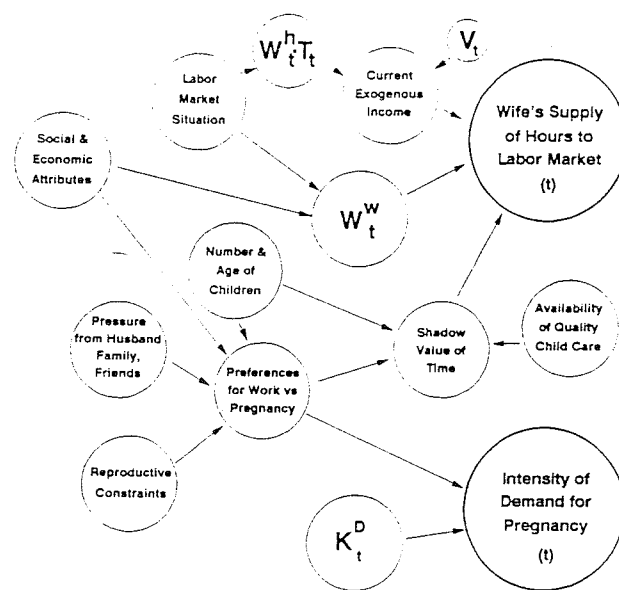 W_t^h·T_t
V_t
Labor
Market
Situation
Current
Exogenous
Income
Wife's Supply
of Hours to
Labor Market
(t)
Social &
Economic
Attributes
W_t^w
Number &
Age of
Children
Pressure
from Husband
Family,
Friends
Shadow
Value of
Time
Availability
of Quality
Child Care
Preferences
for Work vs
Pregnancy
Reproductive
Constraints
Intensity of
Demand for
Pregnancy
(t)
K_t^D